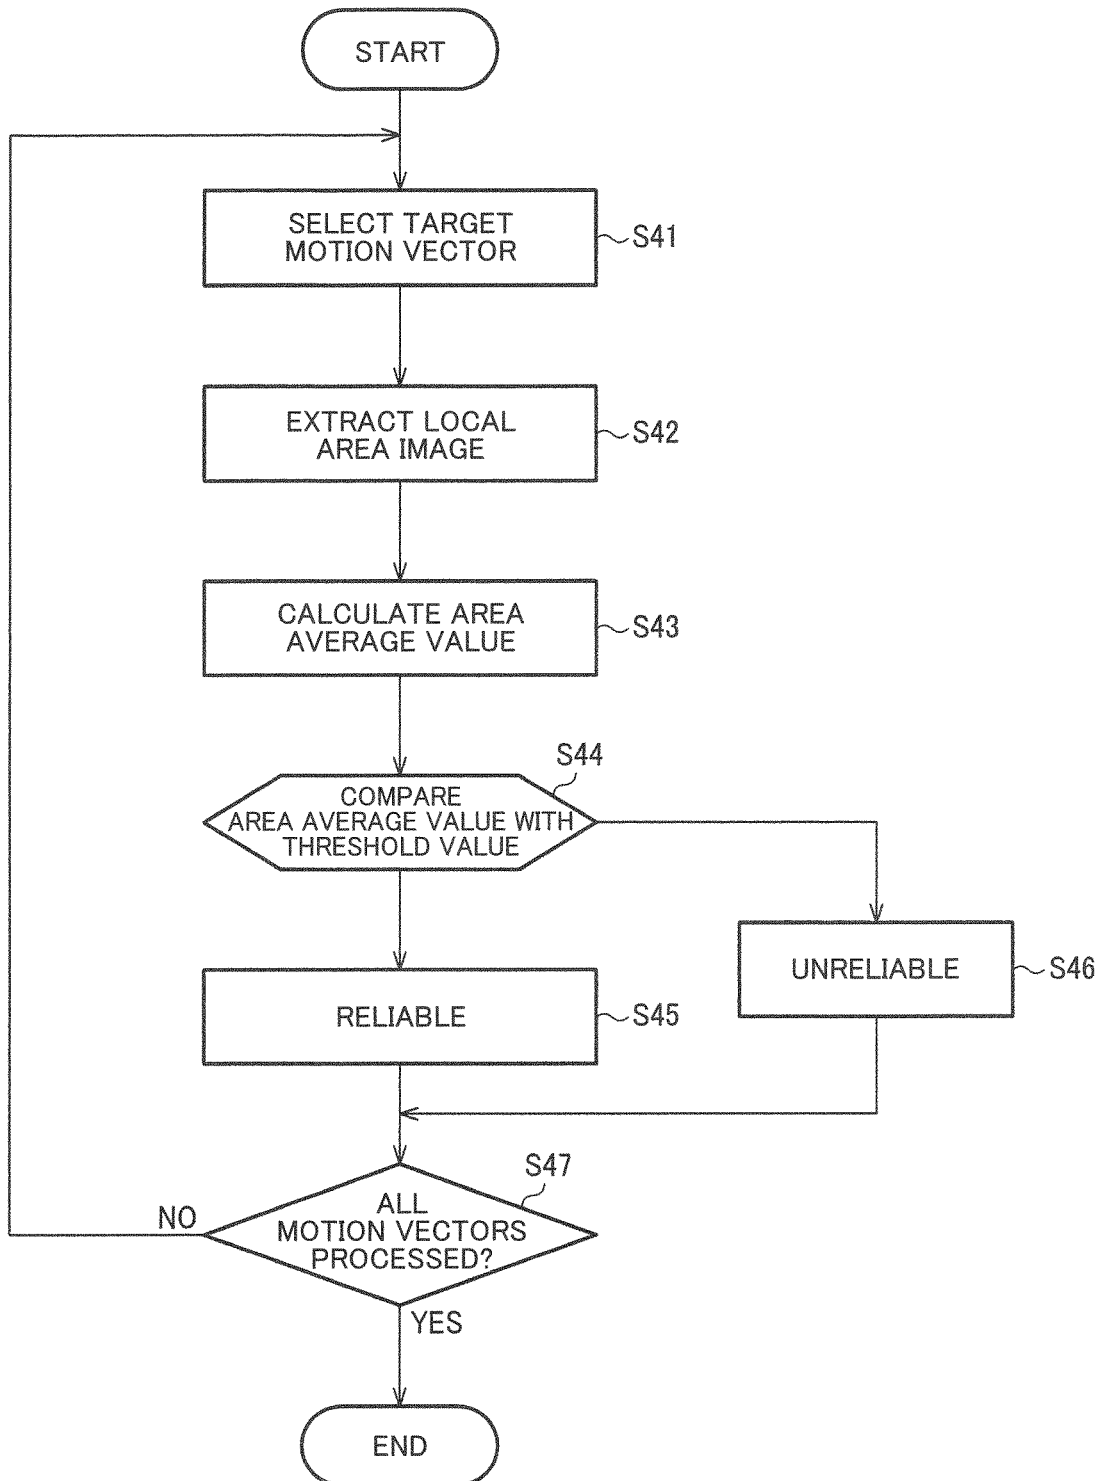 START
SELECT TARGET
MOTION VECTOR
S41
EXTRACT LOCAL
AREA IMAGE
S42
CALCULATE AREA
AVERAGE VALUE
S43
S44
COMPARE
AREA AVERAGE VALUE WITH
THRESHOLD VALUE
UNRELIABLE
S46
RELIABLE
S45
S47
ALL
MOTION VECTORS
PROCESSED?
NO
YES
END